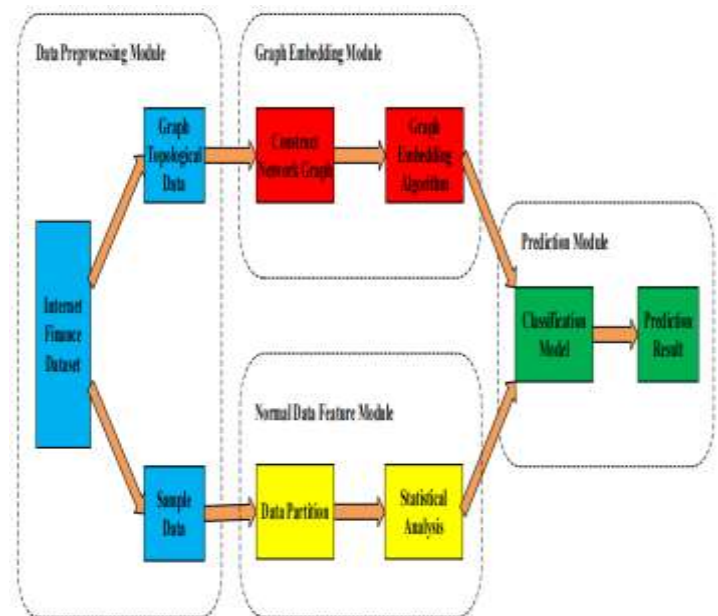 Data Preprocessing Module
Graph
Topological
Data
Internet
Finance
Dataset
Sample
Data
Graph Embedding Module
Construct
Network Graph
Graph
Embedding
Algorithm
Normal Data Feature Module
Data Partition
Statistical
Analysis
Prediction Module
Classification
Model
Prediction
Result